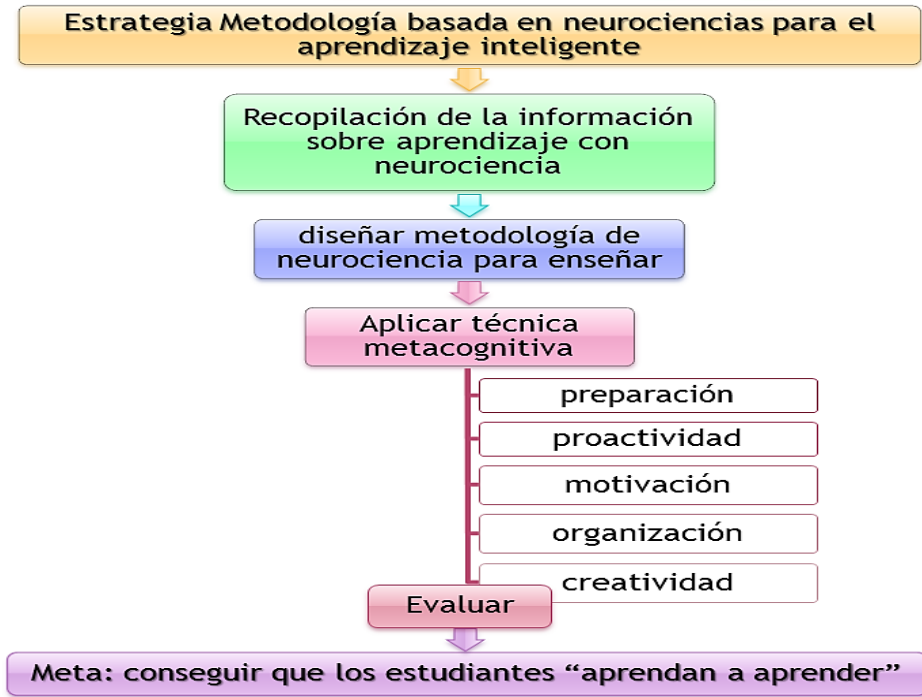 Estrategia Metodología basada en neurociencias para el
aprendizaje inteligente
Recopilación de la información
sobre aprendizaje con
neurociencia
diseñar metodología de
neurociencia para enseñar
Aplicar técnica
metacognitiva
preparación
proactividad
motivación
organización
creatividad
Evaluar
Meta: conseguir que los estudiantes “aprendan a aprender”